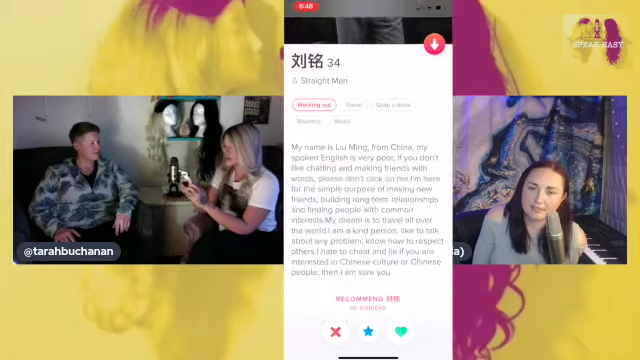 8:46
SPEAK EASY
刘铭 34
Straight Man
Working out
Travel
Grab a drink
Reading
Music
My name is Liu Ming, from China, my
spoken English is very poor, if you don't
like chatting and making friends with
words, please don't click on me I'm here
for the simple purpose of making new
friends, building long-term relationships
and finding people with common
interests.My dream is to travel all over
the world.I am a kind person, like to talk
about any problem, know how to respect
others.I hate to cheat and lie if you are
interested in Chinese culture or Chinese
people, then I am sure you
RECOMMEND 刘铭
TO A FRIEND
@tarahbuchanan